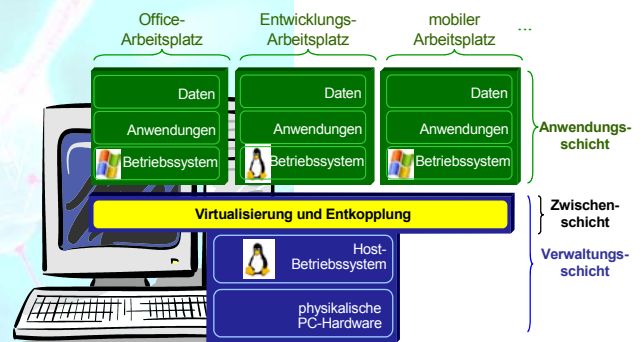 Office-
Arbeitsplatz
Entwicklungs-
Arbeitsplatz
mobiler
Arbeitsplatz
...
Daten
Daten
Daten
Anwendungen
Anwendungen
Anwendungen
Betriebssystem
Betriebssystem
Betriebssystem
Anwendungs-
schicht
Virtualisierung und Entkopplung
Zwischen-
schicht
Host-
Betriebssystem
Verwaltungs-
schicht
physikalische
PC-Hardware